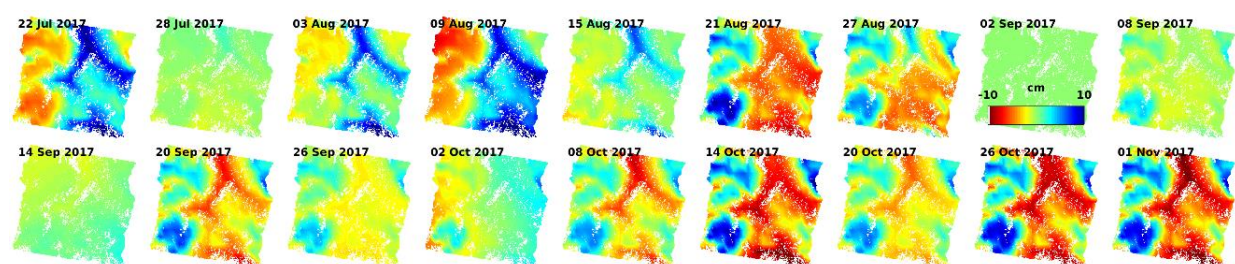 22 Jul 2017 28 Jul 2017 03 Aug 2017 09 Aug 2017 15 Aug 2017 21 Aug 2017 27 Aug 2017 02 Sep 2017 08 Sep 2017
cm
-10 10
14 Sep 2017 20 Sep 2017 26 Sep 2017 02 Oct 2017 08 Oct 2017 14 Oct 2017 20 Oct 2017 26 Oct 2017 01 Nov 2017